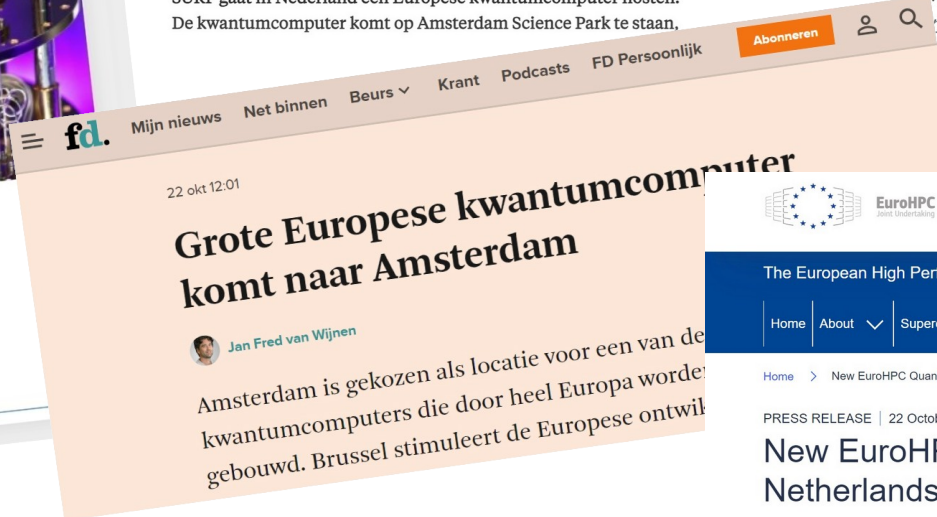 De kwantumcomputer komt op Amsterdam Science Park te staan,
fd.
Mijn nieuws Net binnen Beurs Krant Podcasts FD Persoonlijk Abonneren
22 okt 12:01
Grote Europese kwantumcomputer
komt naar Amsterdam
Jan Fred van Wijnen
Amsterdam is gekozen als locatie voor een van de
kwantumcomputers die door heel Europa
gebouwd. Brussel stimuleert de Europese
EuroHPC
Joint Undertaking
The European High
Home About
Home > New EuroHPC
PRESS RELEASE | 22
New
Netherlands